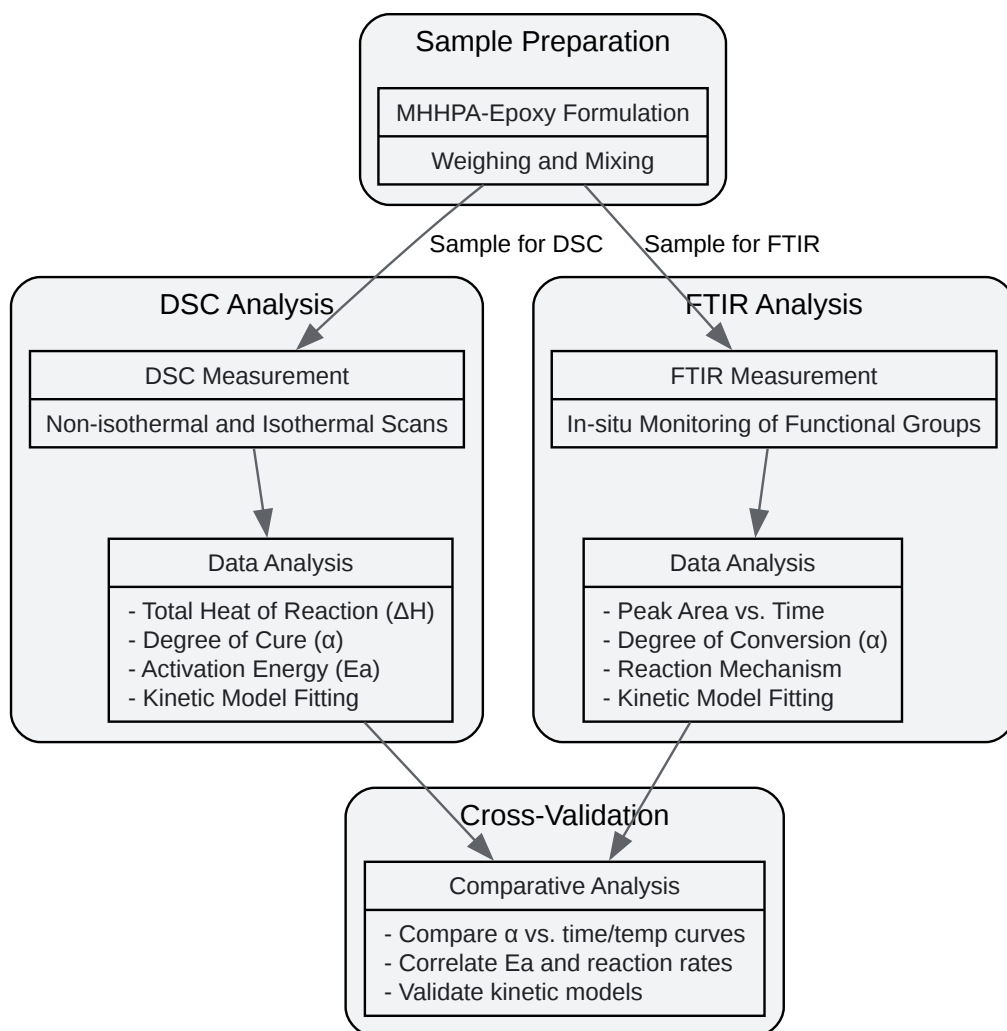 Sample Preparation
MHHPA-Epoxy Formulation
Weighing and Mixing
Sample for DSC
Sample for FTIR
DSC Analysis
DSC Measurement
Non-isothermal and Isothermal Scans
Data Analysis
- Total Heat of Reaction (ΔH)
- Degree of Cure (α)
- Activation Energy (Ea)
- Kinetic Model Fitting
FTIR Analysis
FTIR Measurement
In-situ Monitoring of Functional Groups
Data Analysis
- Peak Area vs. Time
- Degree of Conversion (α)
- Reaction Mechanism
- Kinetic Model Fitting
Cross-Validation
Comparative Analysis
- Compare α vs. time/temp curves
- Correlate Ea and reaction rates
- Validate kinetic models